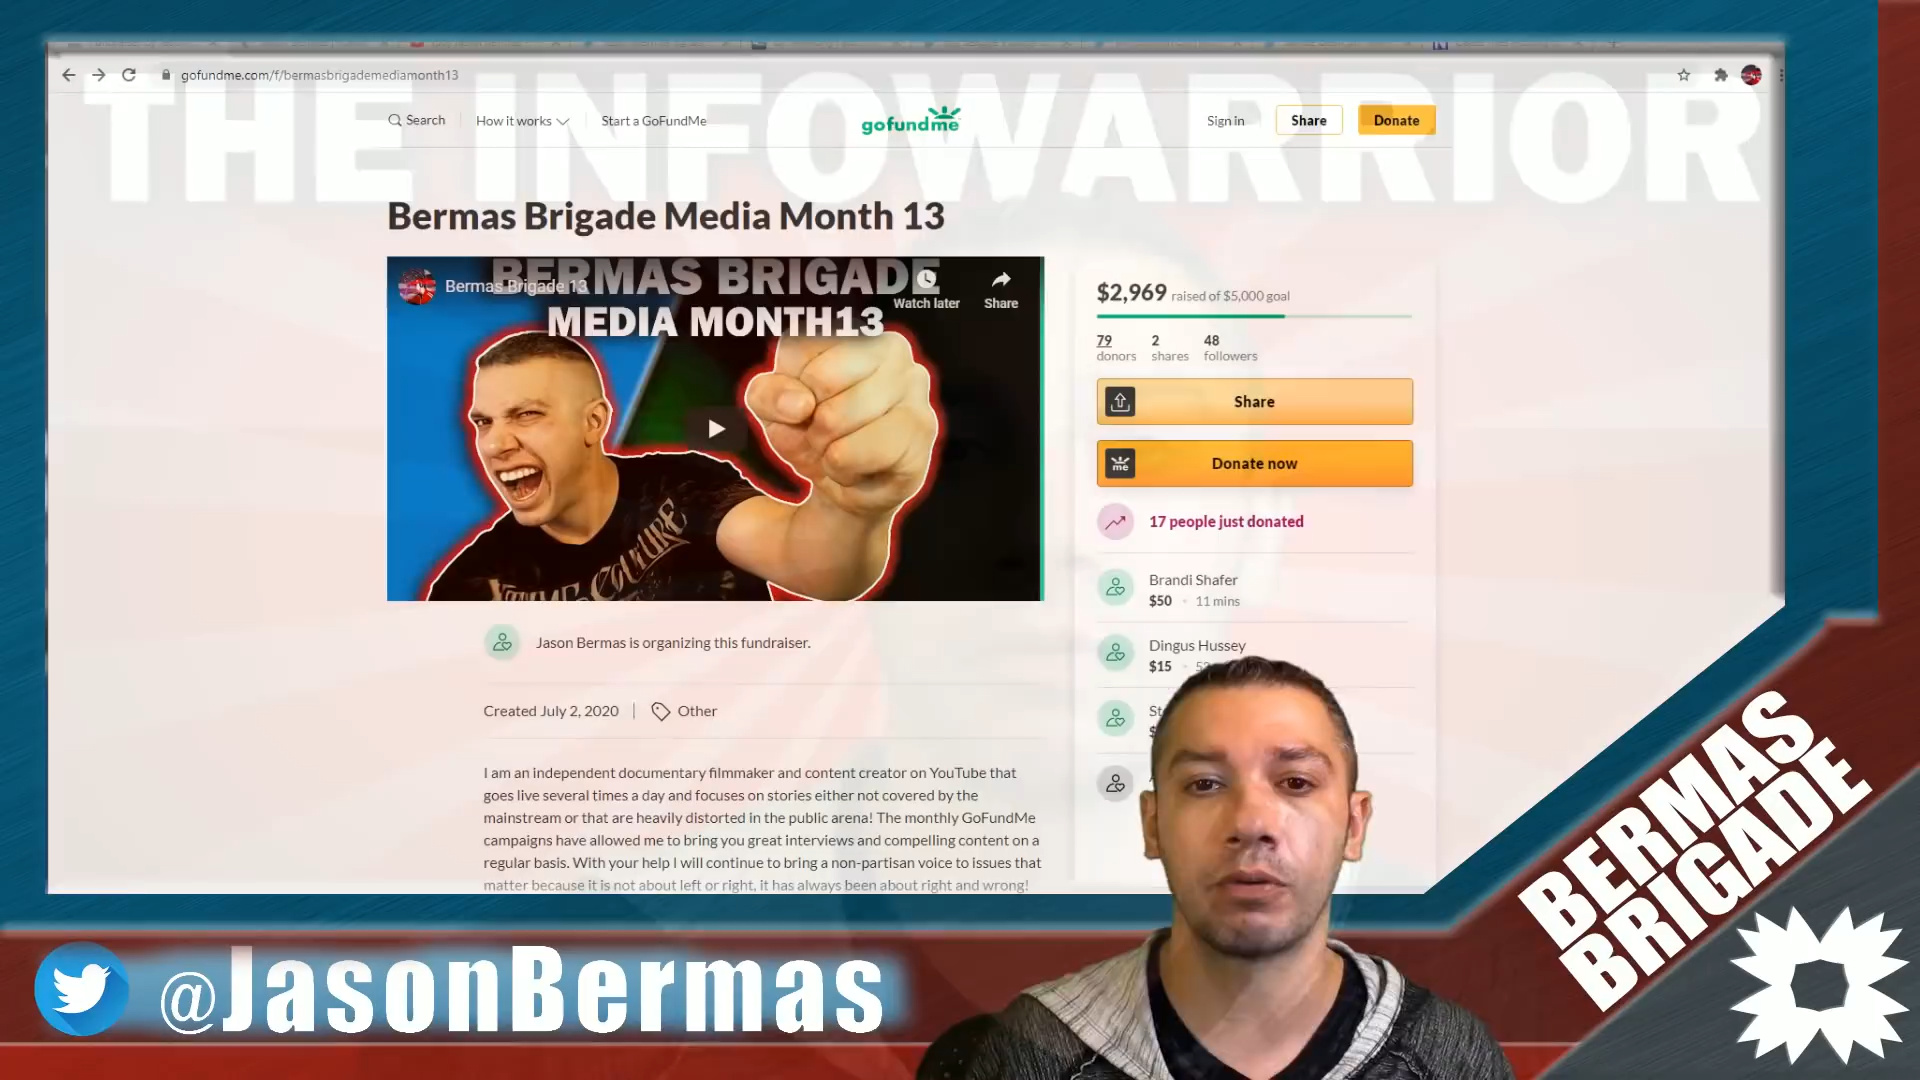 gofundme.com/f/bermasbrigademediamonth13
THE INFOWARRIOR
Search
How it works
Start a GoFundMe
gofundme
Sign in
Share
Donate
Bermas Brigade Media Month 13
Bermas Brigade 13
BERMAS BRIGADE
MEDIA MONTH13
Watch later
Share
$2,969 raised of $5,000 goal
79 donors
2 shares
48 followers
Share
me
Donate now
17 people just donated
Brandi Shafer
$50 · 11 mins
Dingus Hussey
$15
St
Jason Bermas is organizing this fundraiser.
Created July 2, 2020 | Other
I am an independent documentary filmmaker and content creator on YouTube that
goes live several times a day and focuses on stories either not covered by the
mainstream or that are heavily distorted in the public arena! The monthly GoFundMe
campaigns have allowed me to bring you great interviews and compelling content on a
regular basis. With your help I will continue to bring a non-partisan voice to issues that
matter because it is not about left or right, it has always been about right and wrong!
BERMAS
BRIGADE
@JasonBermas